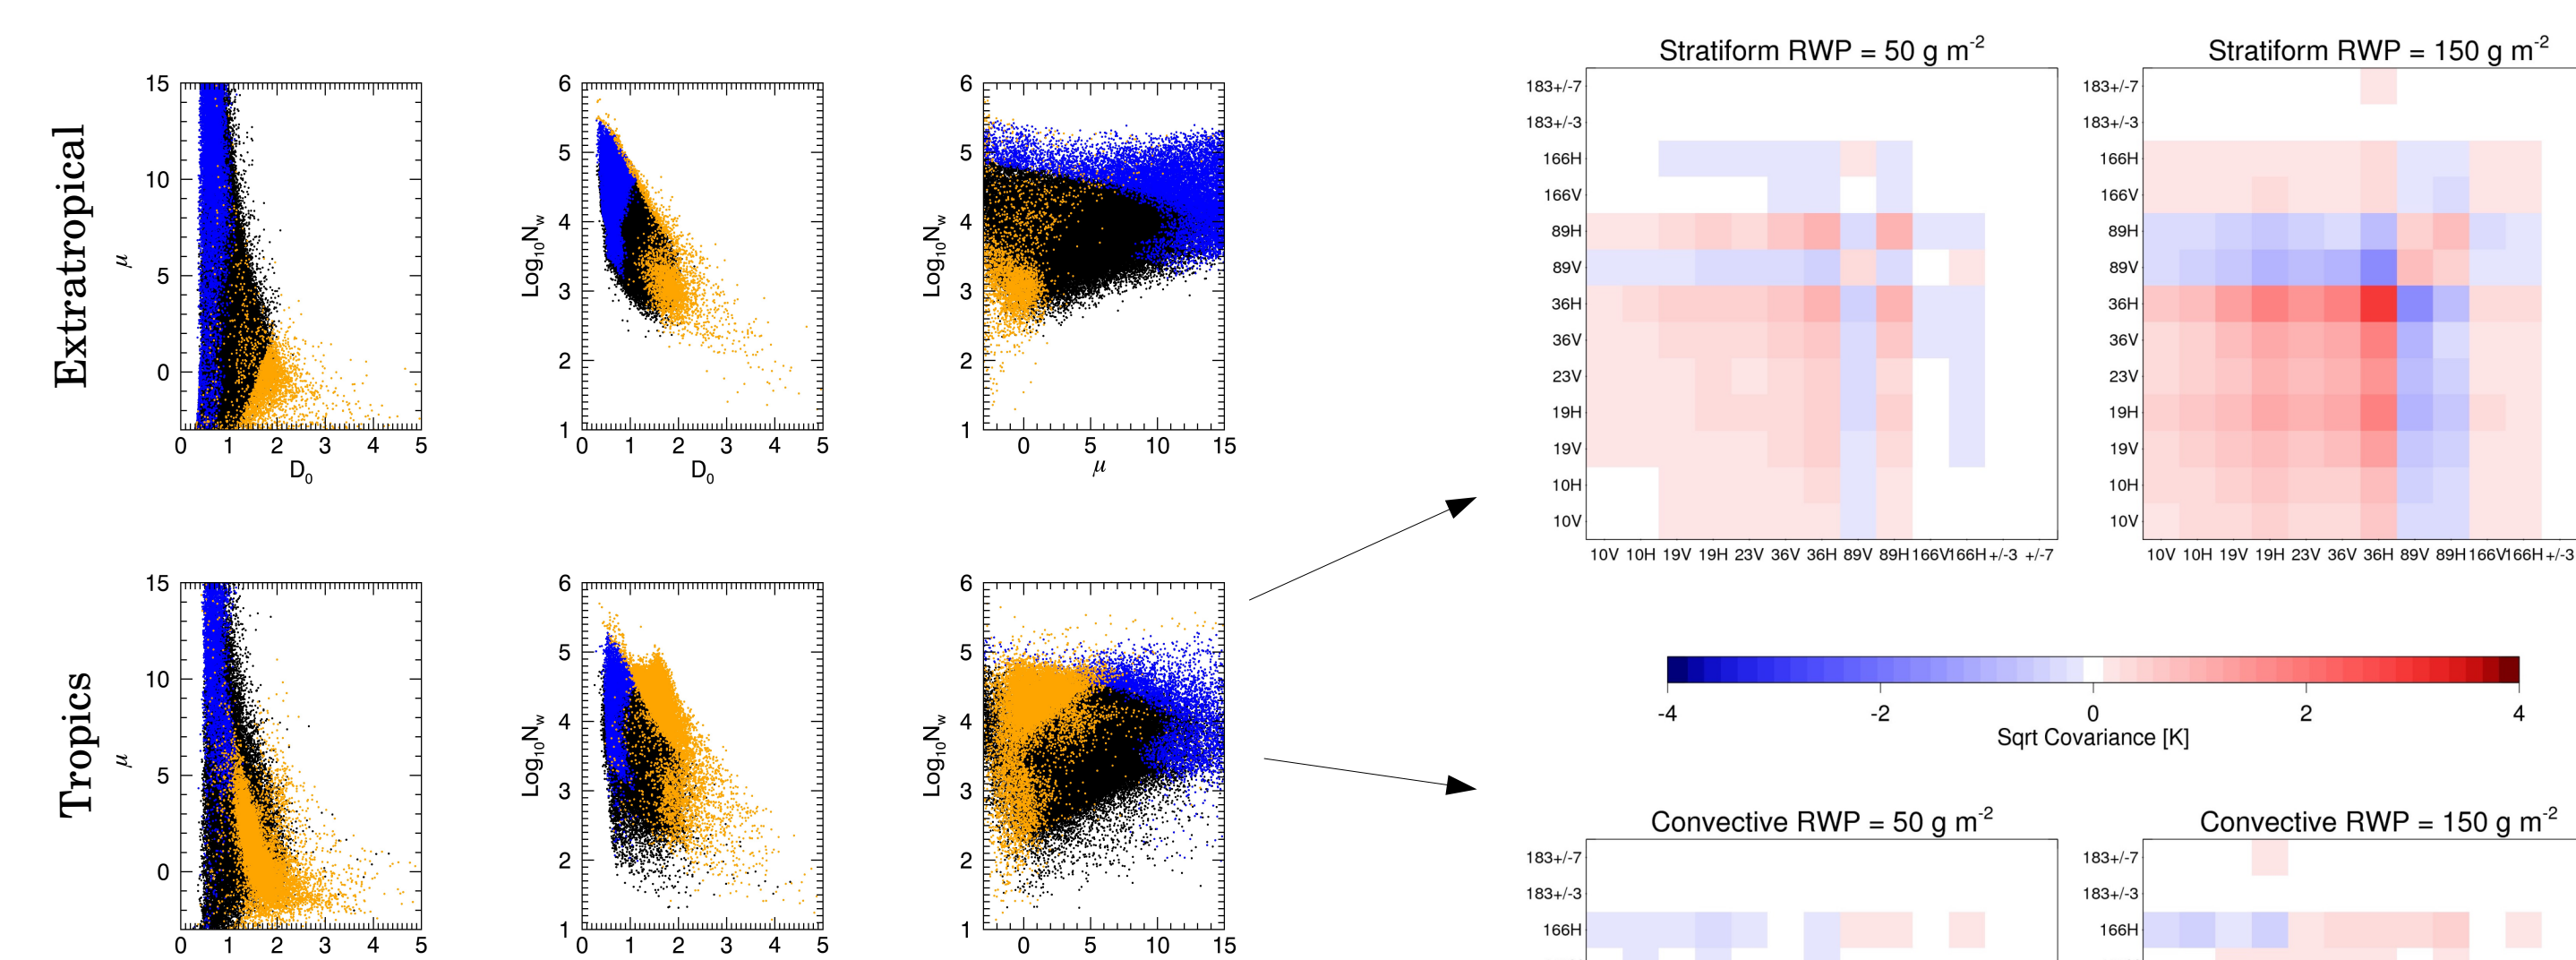 Extratropical
15
10
5
0
μ
0 1 2 3 4 5
D0
6
5
4
3
2
1
Log10Nw
0 1 2 3 4 5
D0
6
5
4
3
2
1
Log10Nw
0 5 10 15
μ
Tropics
15
10
5
0
μ
0 1 2 3 4 5
6
5
4
3
2
1
Log10Nw
0 1 2 3 4 5
6
5
4
3
2
1
Log10Nw
0 5 10 15
Stratiform RWP = 50 g m-2
183+/-7
183+/-3
166H
166V
89H
89V
36H
36V
23V
19H
19V
10H
10V
10V 10H 19V 19H 23V 36V 36H 89V 89H 166V 166H +/-3 +/-7
Stratiform RWP = 150 g m-2
183+/-7
183+/-3
166H
166V
89H
89V
36H
36V
23V
19H
19V
10H
10V
10V 10H 19V 19H 23V 36V 36H 89V 89H 166V 166H +/-3
-4 -2 0 2 4
Sqrt Covariance [K]
Convective RWP = 50 g m-2
183+/-7
183+/-3
166H
Convective RWP = 150 g m-2
183+/-7
183+/-3
166H